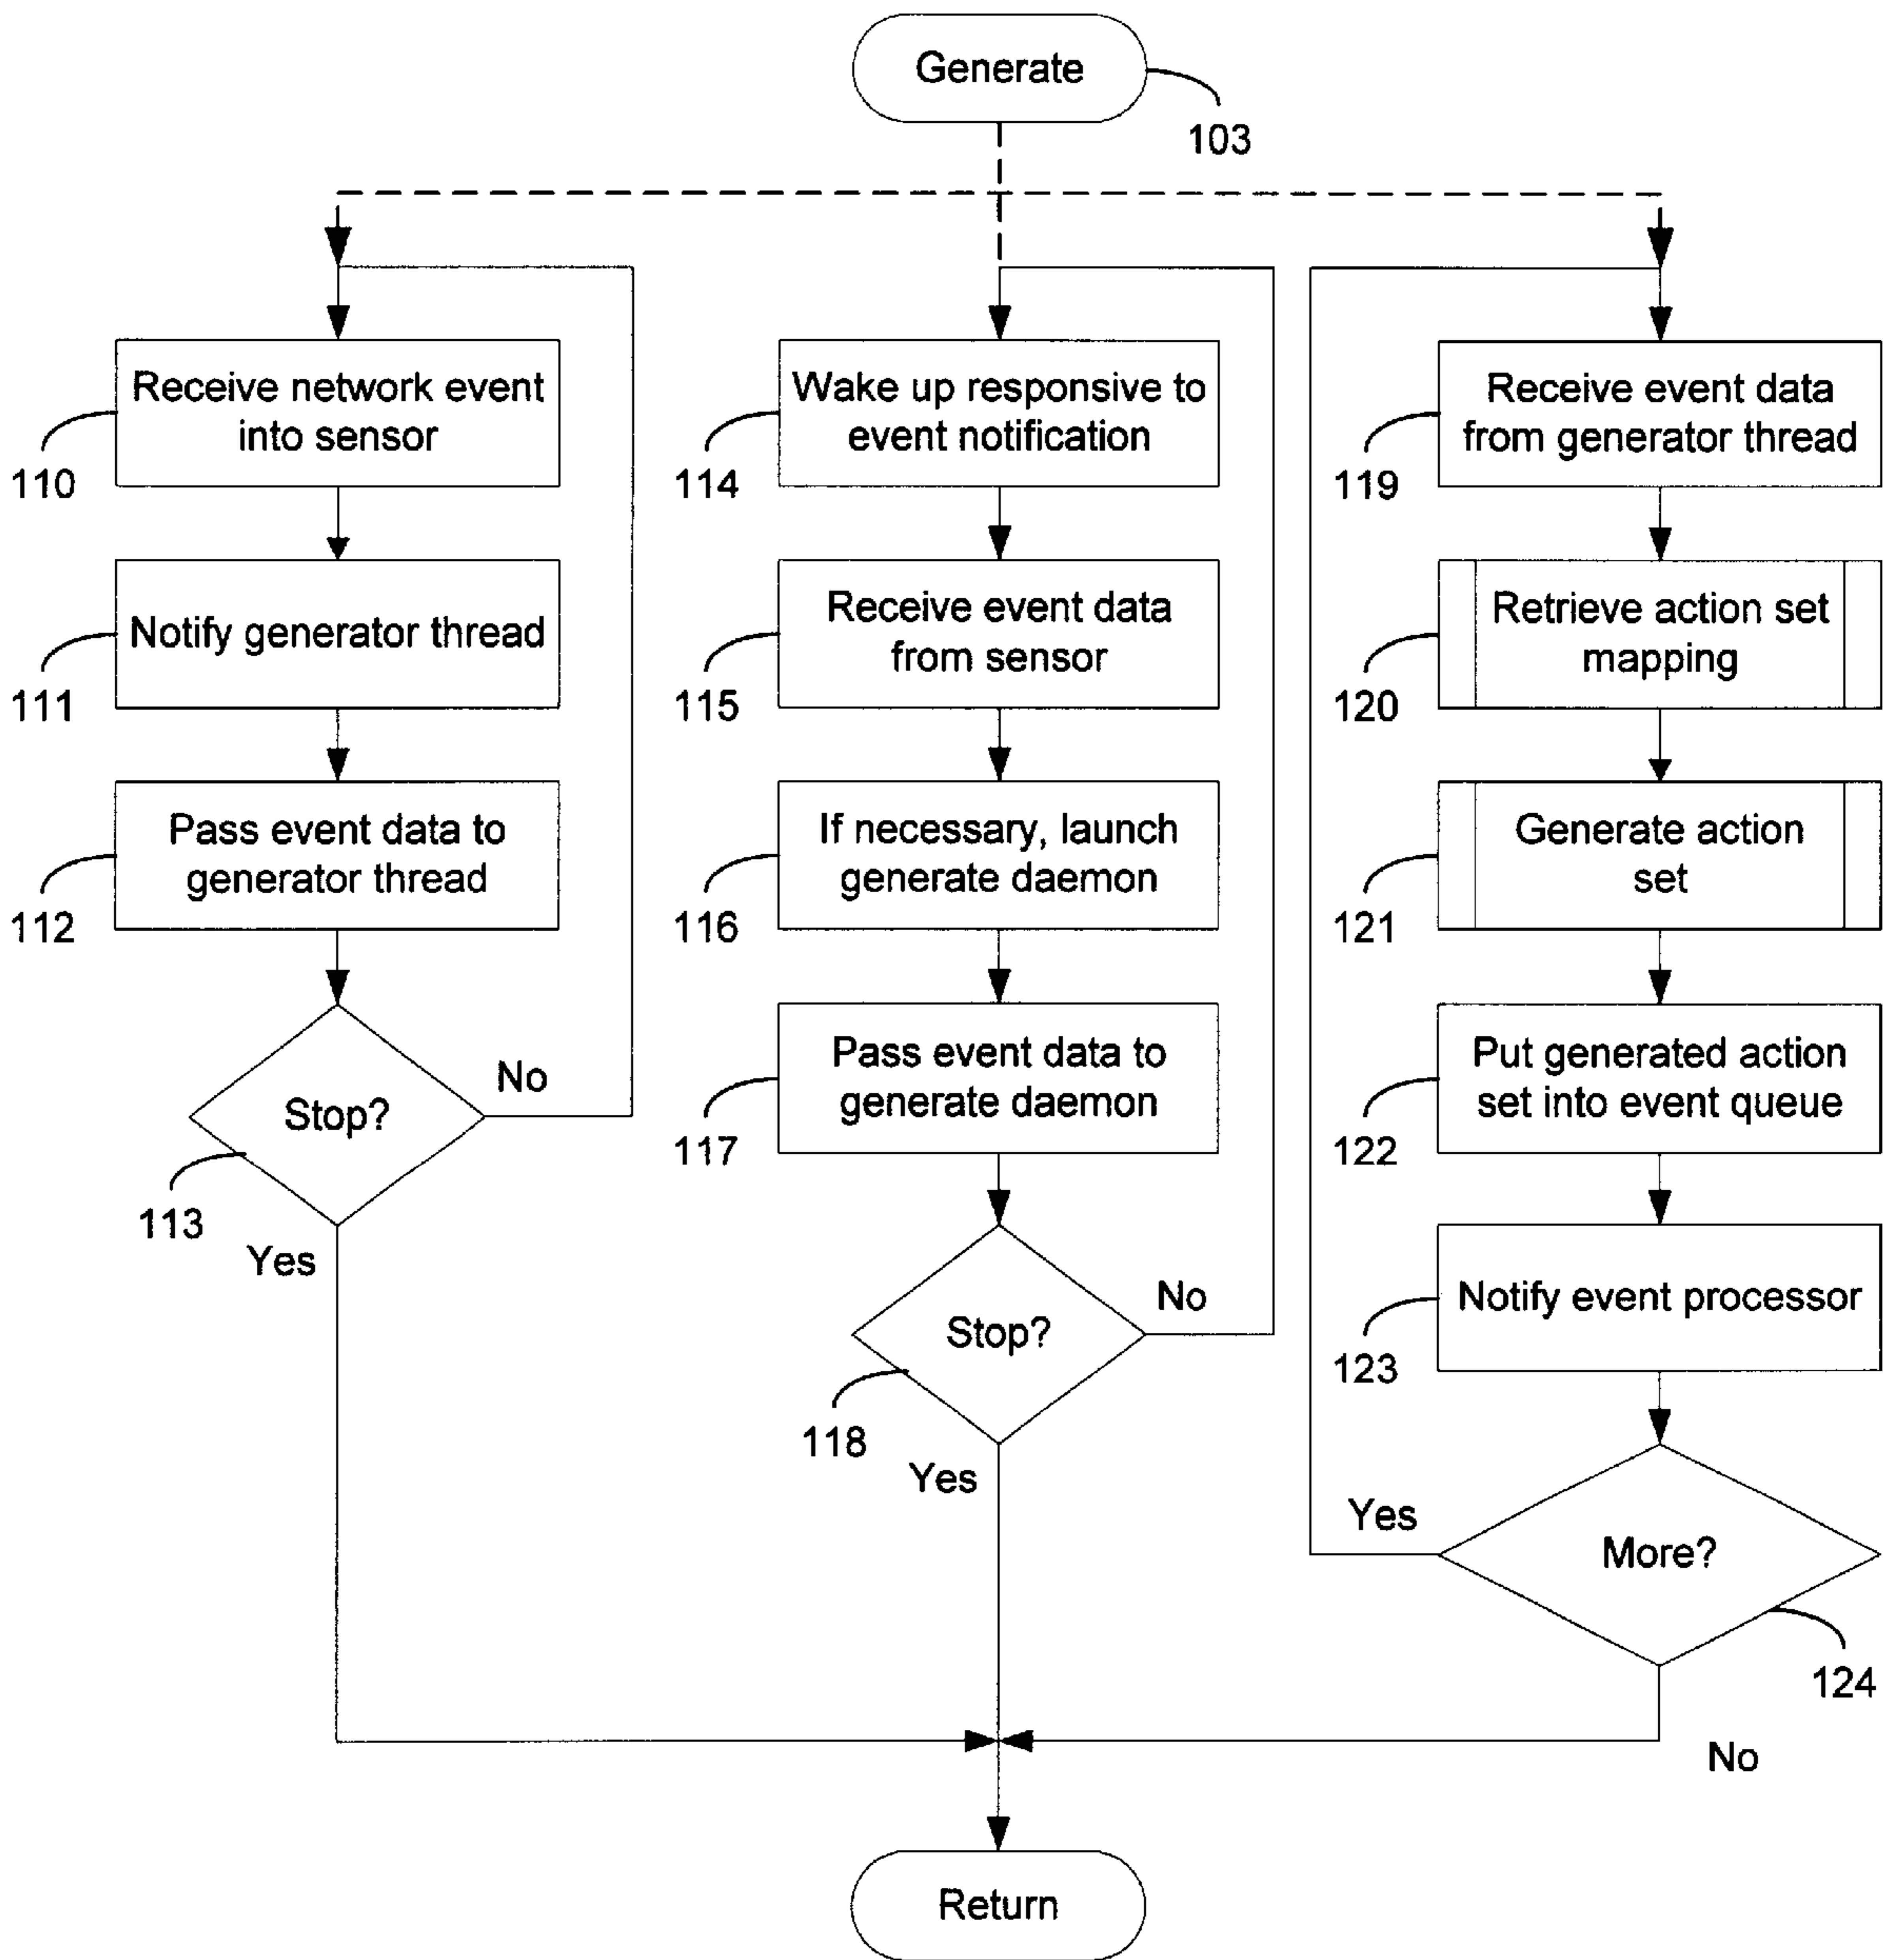 Generate
103
Receive network event
into sensor
110
Notify generator thread
111
Pass event data to
generator thread
112
Stop?
No
113
Yes
Wake up responsive to
event notification
114
Receive event data
from sensor
115
If necessary, launch
generate daemon
116
Pass event data to
generate daemon
117
Stop?
No
118
Yes
Receive event data
from generator thread
119
Retrieve action set
mapping
120
Generate action
set
121
Put generated action
set into event queue
122
Notify event processor
123
Yes
More?
124
No
Return